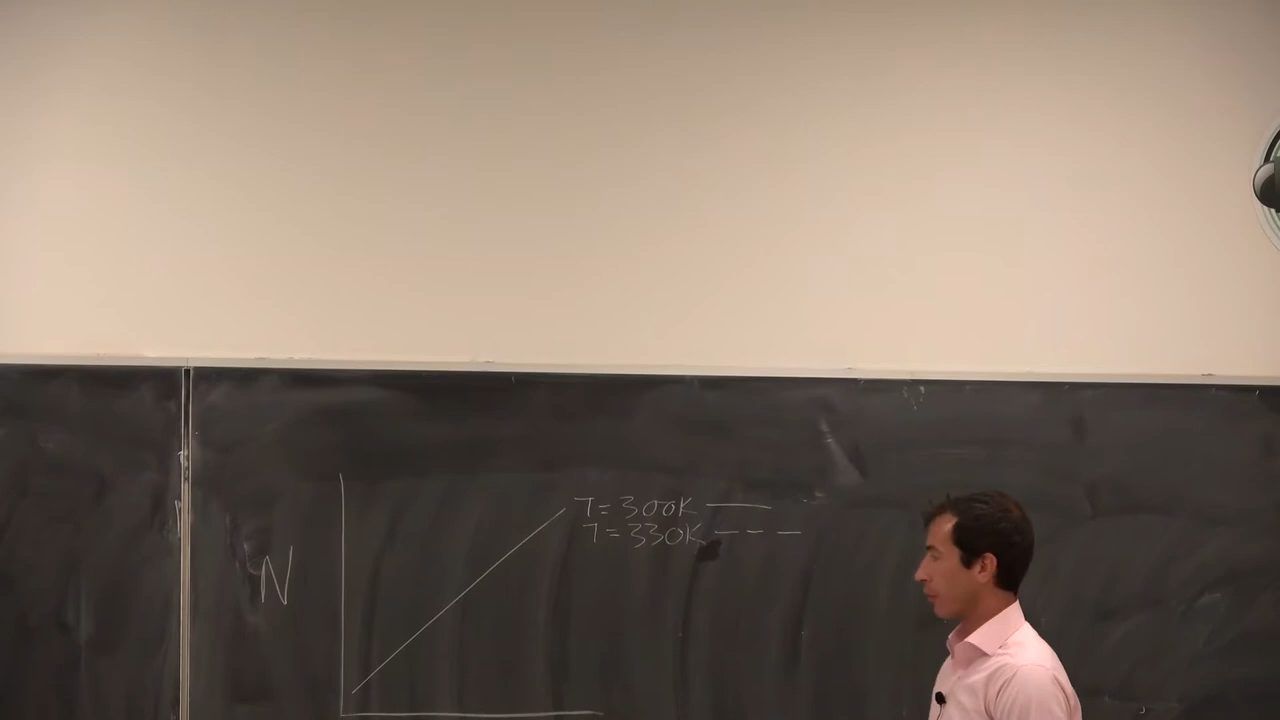 T = 300K —
T = 330K - - -
N